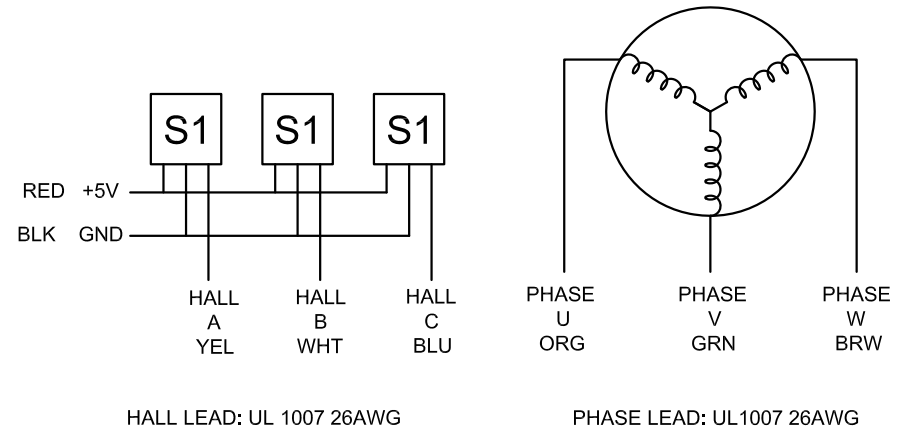 S1 S1 S1
RED +5V
BLK GND
HALL A YEL
HALL B WHT
HALL C BLU
PHASE U ORG
PHASE V GRN
PHASE W BRW
HALL LEAD: UL 1007 26AWG
PHASE LEAD: UL1007 26AWG